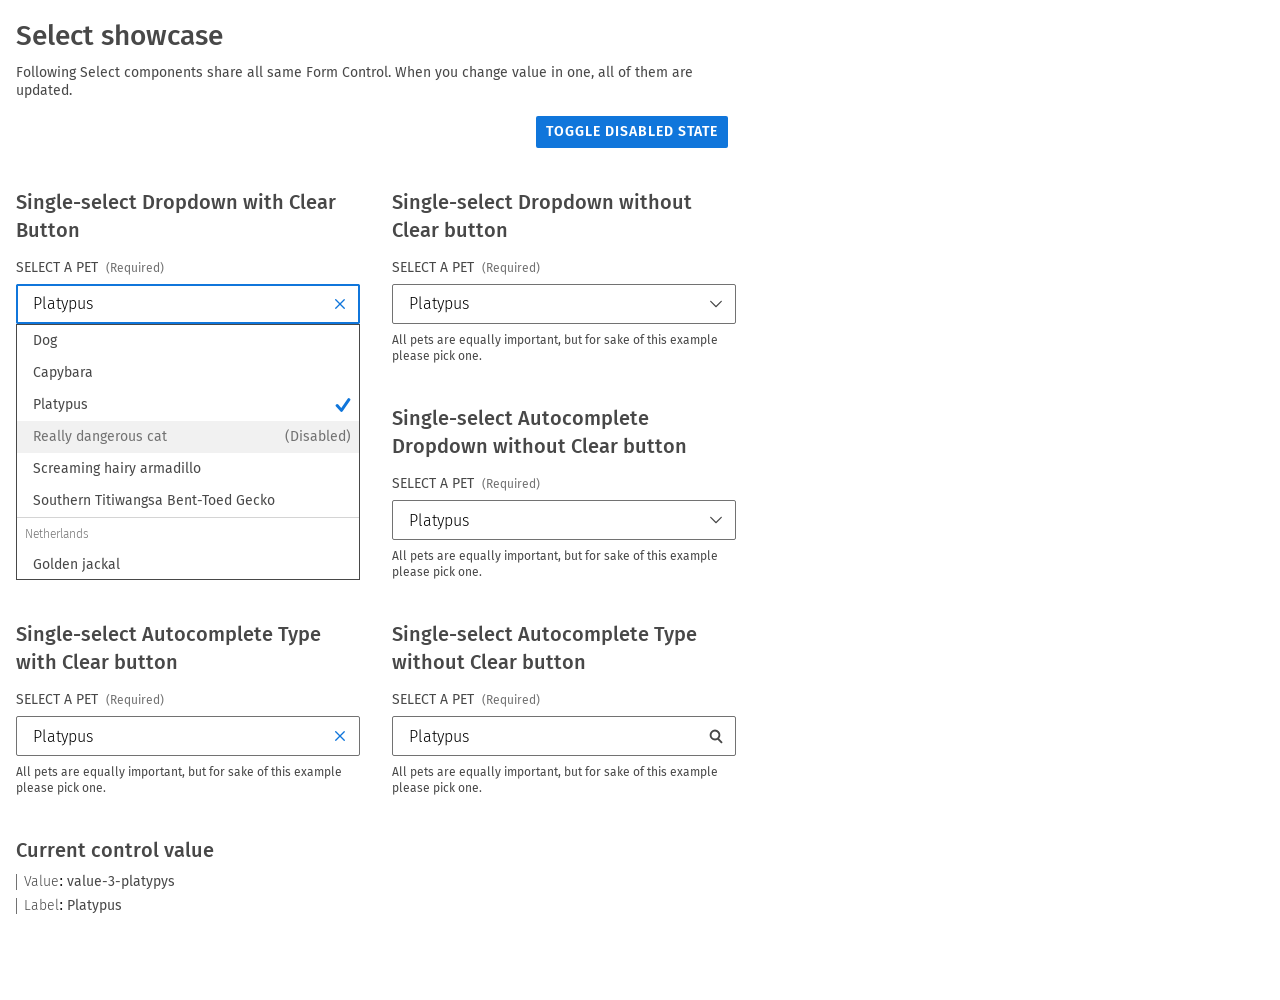 Select showcase
Following Select components share all same Form Control. When you change value in one, all of them are
updated.
TOGGLE DISABLED STATE
Single-select Dropdown with Clear
Button
SELECT A PET (Required)
Platypus
Dog
Capybara
Platypus
Really dangerous cat (Disabled)
Screaming hairy armadillo
Southern Titiwangsa Bent-Toed Gecko
Netherlands
Golden jackal
Single-select Dropdown without
Clear button
SELECT A PET (Required)
Platypus
All pets are equally important, but for sake of this example
please pick one.
Single-select Autocomplete
Dropdown without Clear button
SELECT A PET (Required)
Platypus
All pets are equally important, but for sake of this example
please pick one.
Single-select Autocomplete Type
with Clear button
SELECT A PET (Required)
Platypus
All pets are equally important, but for sake of this example
please pick one.
Single-select Autocomplete Type
without Clear button
SELECT A PET (Required)
Platypus
All pets are equally important, but for sake of this example
please pick one.
Current control value
Value: value-3-platypys
Label: Platypus